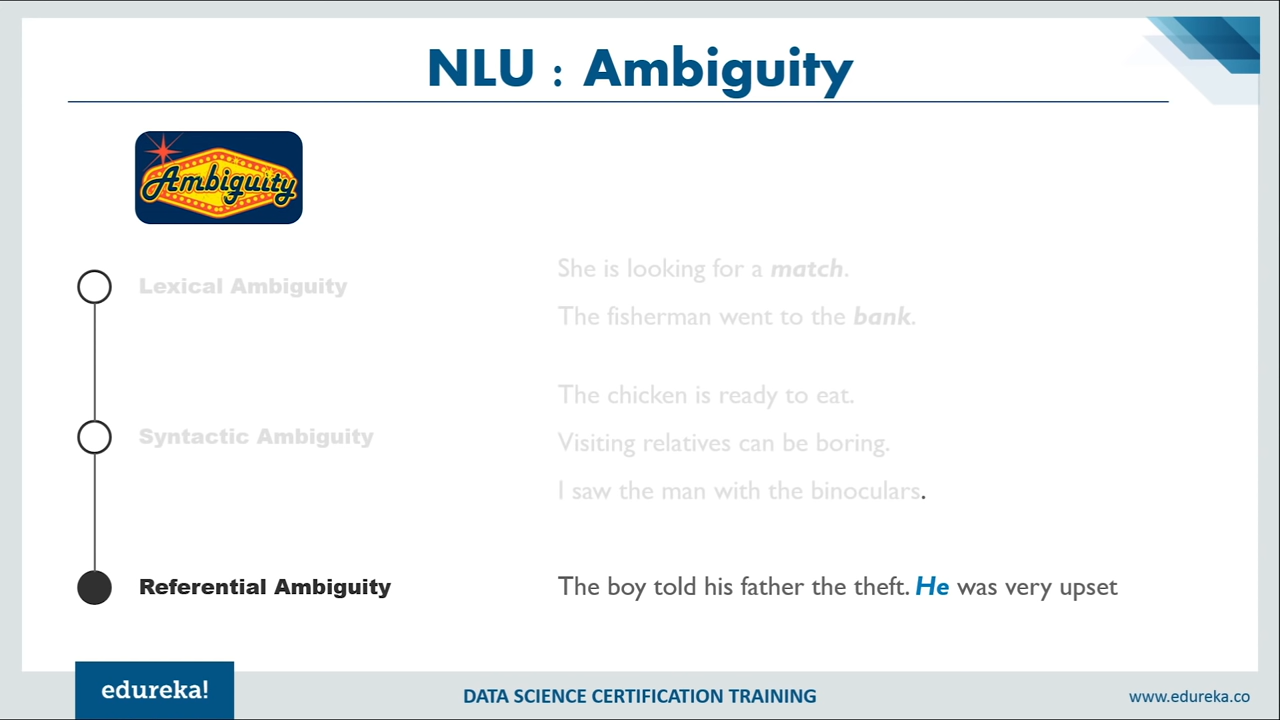 NLU : Ambiguity
Ambiguity
Lexical Ambiguity
She is looking for a match.
The fisherman went to the bank.
Syntactic Ambiguity
The chicken is ready to eat.
Visiting relatives can be boring.
I saw the man with the binoculars.
Referential Ambiguity
The boy told his father the theft. He was very upset
edureka!
DATA SCIENCE CERTIFICATION TRAINING
www.edureka.co